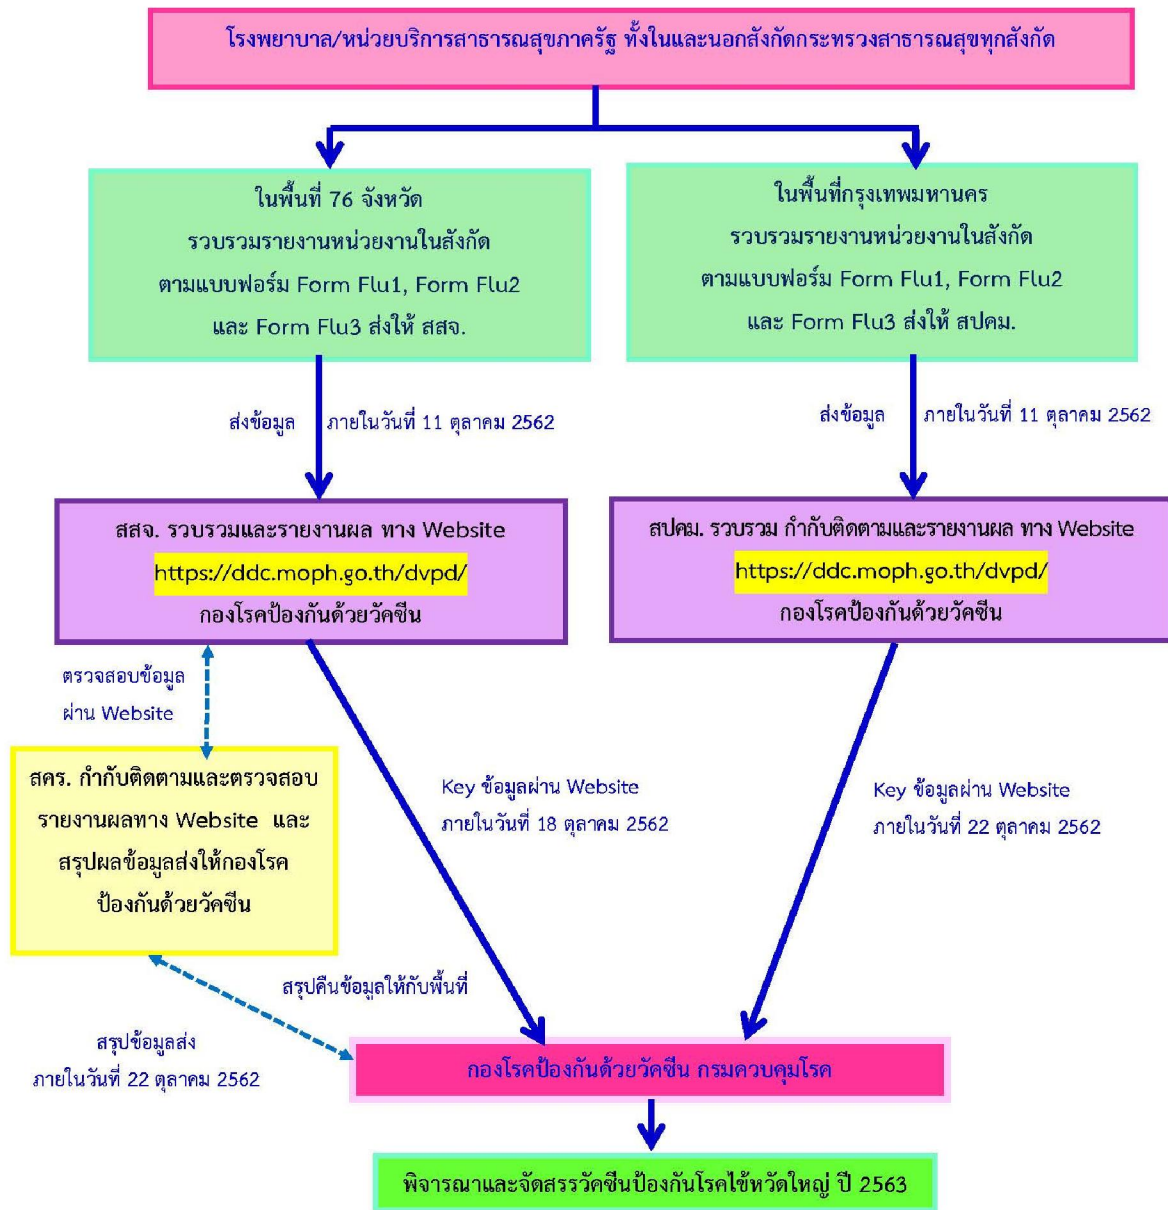 โรงพยาบาล/หน่วยบริการสาธารณสุขภาครัฐ ทั้งในและนอกสังกัดกระทรวงสาธารณสุขทุกสังกัด
ในพื้นที่ 76 จังหวัด
รวบรวมรายงานหน่วยงานในสังกัด
ตามแบบฟอร์ม Form Flu1, Form Flu2
และ Form Flu3 ส่งให้ สสจ.
ในพื้นที่กรุงเทพมหานคร
รวบรวมรายงานหน่วยงานในสังกัด
ตามแบบฟอร์ม Form Flu1, Form Flu2
และ Form Flu3 ส่งให้ สปคม.
ส่งข้อมูล ภายในวันที่ 11 ตุลาคม 2562
ส่งข้อมูล ภายในวันที่ 11 ตุลาคม 2562
สสจ. รวบรวมและรายงานผล ทาง Website
https://ddc.moph.go.th/dvpd/
กองโรคป้องกันด้วยวัคซีน
สปคม. รวบรวม กำกับติดตามและรายงานผล ทาง Website
https://ddc.moph.go.th/dvpd/
กองโรคป้องกันด้วยวัคซีน
ตรวจสอบข้อมูล
ผ่าน Website
สคร. กำกับติดตามและตรวจสอบ
รายงานผลทาง Website และ
สรุปผลข้อมูลส่งให้กองโรค
ป้องกันด้วยวัคซีน
Key ข้อมูลผ่าน Website
ภายในวันที่ 18 ตุลาคม 2562
Key ข้อมูลผ่าน Website
ภายในวันที่ 22 ตุลาคม 2562
สรุปคืนข้อมูลให้กับพื้นที่
สรุปข้อมูลส่ง
ภายในวันที่ 22 ตุลาคม 2562
กองโรคป้องกันด้วยวัคซีน กรมควบคุมโรค
พิจารณาและจัดสรรวัคซีนป้องกันโรคไข้หวัดใหญ่ ปี 2563